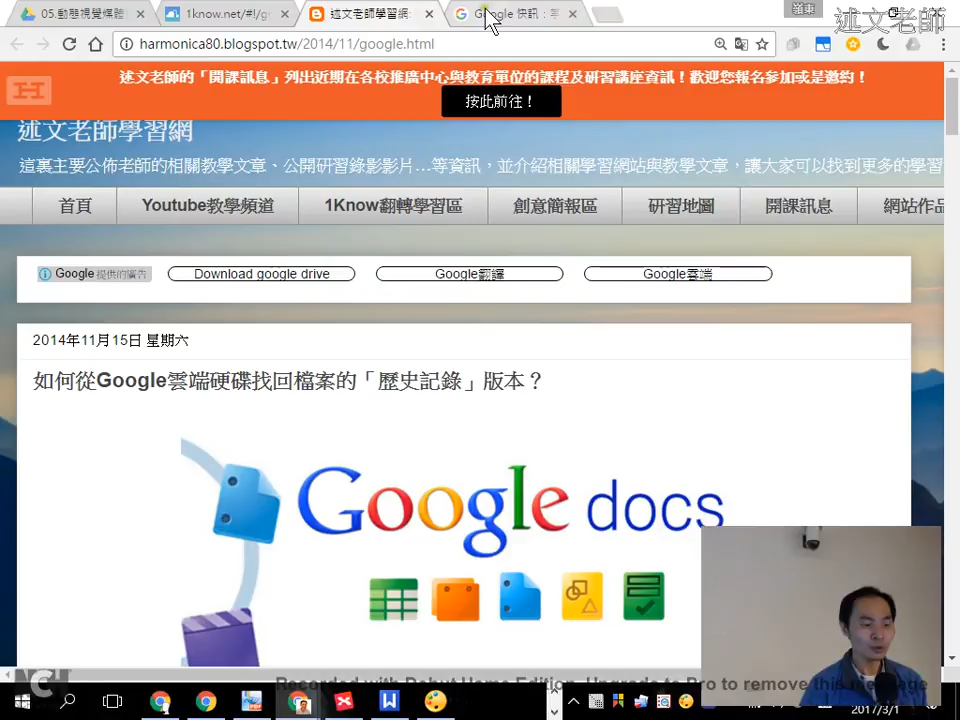 05.動態視覺媒體
1know.net/#!/g
述文老師學習網
Google 快訊：
述文老師
harmonica80.blogspot.tw/2014/11/google.html
述文老師的「開課訊息」列出近期在各校推廣中心與教育單位的課程及研習講座資訊！歡迎您報名參加或是邀約！
按此前往！
述文老師學習網
這裏主要公佈老師的相關教學文章、公開研習錄影影片...等資訊，並介紹相關學習網站與教學文章，讓大家可以找到更多的學習
首頁
Youtube教學頻道
1Know翻轉學習區
創意簡報區
研習地圖
開課訊息
網站作品
Google 提供的廣告
Download google drive
Google翻譯
Google雲端
2014年11月15日 星期六
如何從Google雲端硬碟找回檔案的「歷史記錄」版本？
Google docs
Recorded with Debut Home Edition. Upgrade to Pro to remove this message
2017/3/1